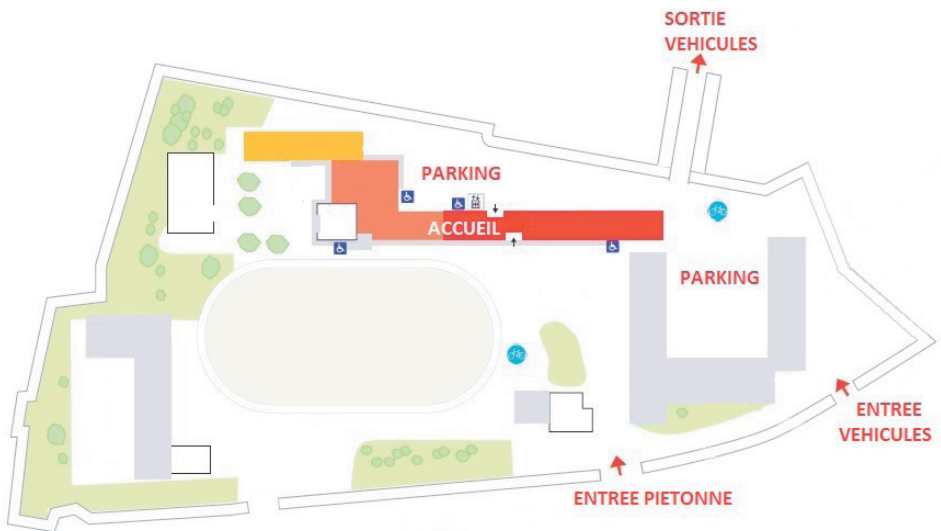 SORTIE
VEHICULES
PARKING
ACCUEIL
PARKING
ENTREE
VEHICULES
ENTREE PIETONNE